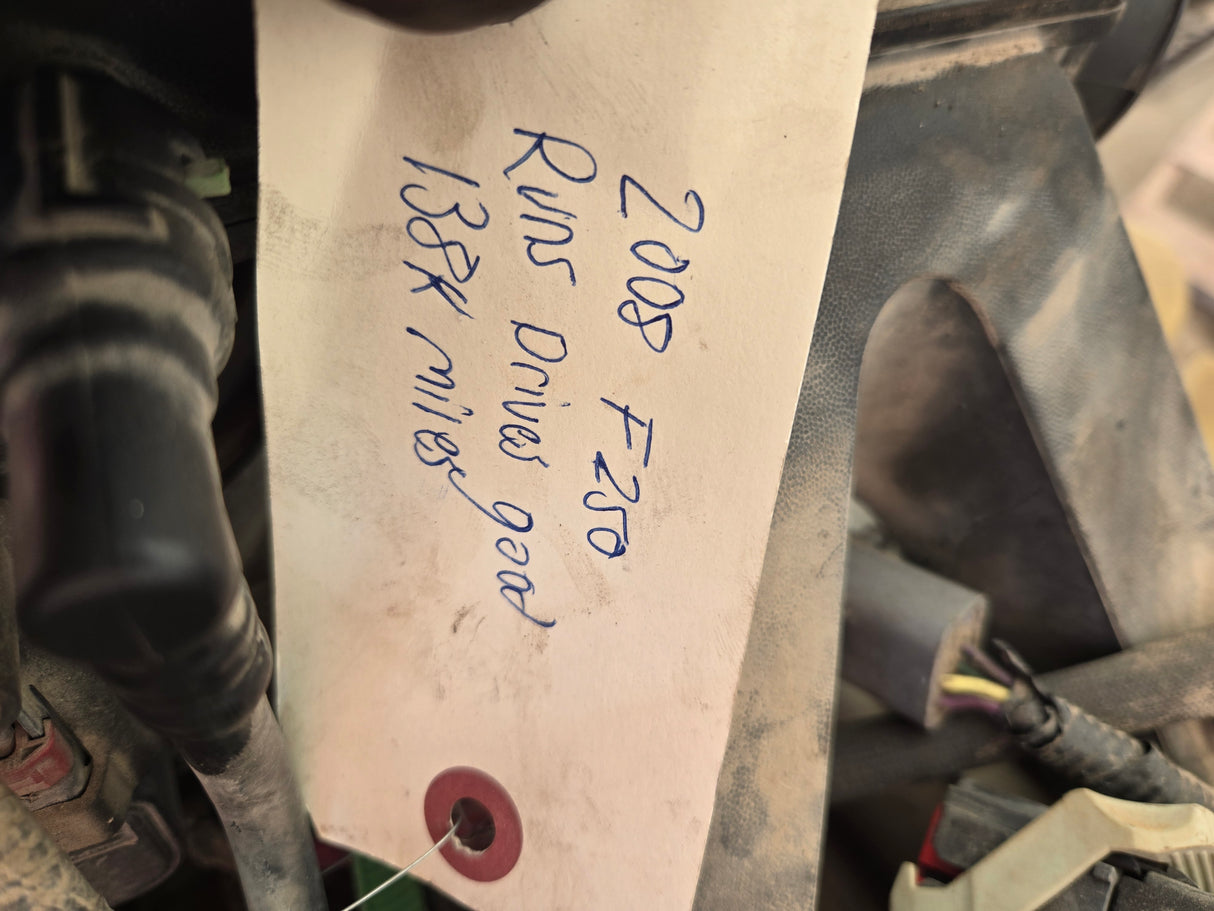 2008 F250
Runs Drives good
138K miles